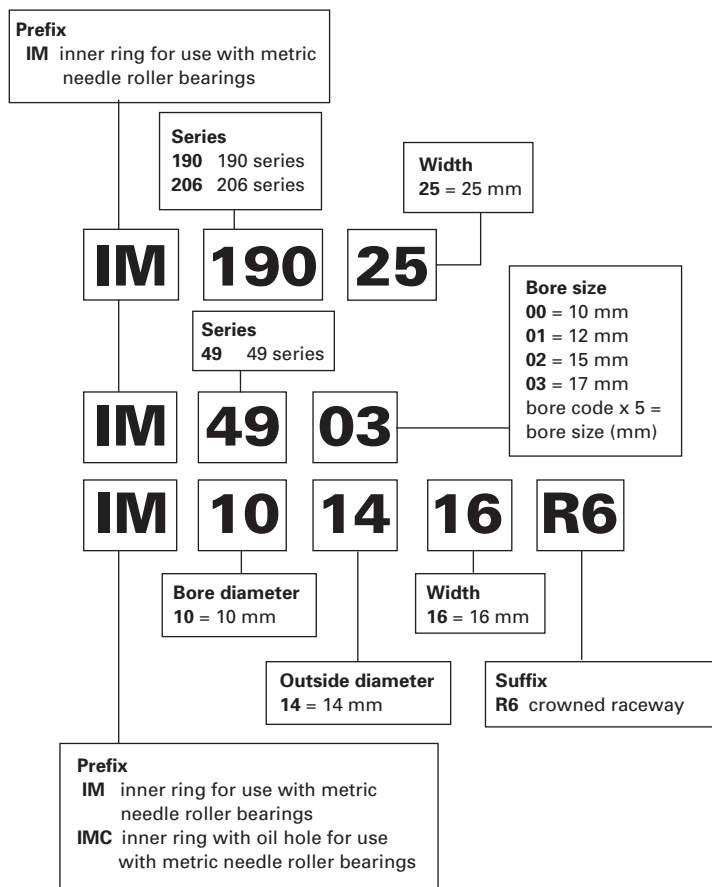 Prefix
IM inner ring for use with metric
needle roller bearings
Series
190 190 series
206 206 series
Width
25 = 25 mm
IM 190 25
Bore size
00 = 10 mm
01 = 12 mm
02 = 15 mm
03 = 17 mm
bore code x 5 =
bore size (mm)
Series
49 49 series
IM 49 03
IM 10 14 16 R6
Bore diameter
10 = 10 mm
Width
16 = 16 mm
Outside diameter
14 = 14 mm
Suffix
R6 crowned raceway
Prefix
IM inner ring for use with metric
needle roller bearings
IMC inner ring with oil hole for use
with metric needle roller bearings